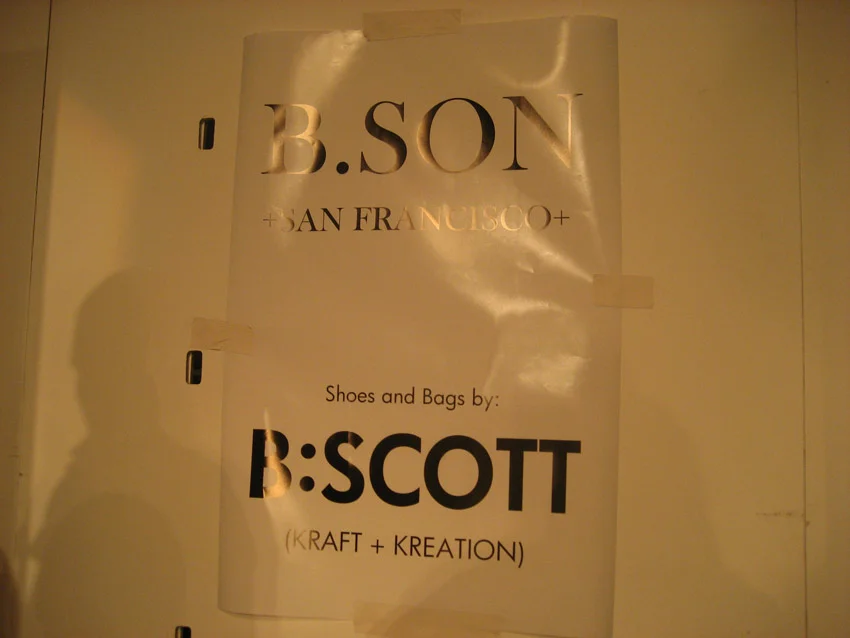 B.SON
+SAN FRANCISCO+
Shoes and Bags by:
B:SCOTT
(KRAFT + KREATION)